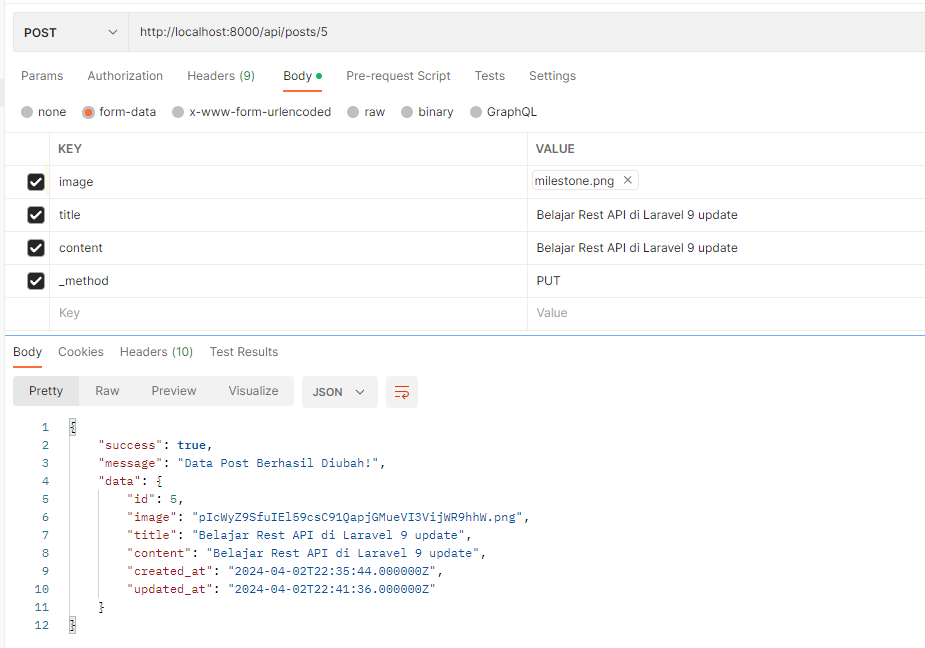 POST http://localhost:8000/api/posts/5
Params Authorization Headers (9) Body Pre-request Script Tests Settings
none form-data x-www-form-urlencoded raw binary GraphQL
KEY VALUE
image milestone.png ×
title Belajar Rest API di Laravel 9 update
content Belajar Rest API di Laravel 9 update
_method PUT
Key Value
Body Cookies Headers (10) Test Results
Pretty Raw Preview Visualize JSON
1 {
2 "success": true,
3 "message": "Data Post Berhasil Diubah!",
4 "data": {
5 "id": 5,
6 "image": "pIcWyZ9SfuIEl59csC91QapjGMueVI3VijWR9hhW.png",
7 "title": "Belajar Rest API di Laravel 9 update",
8 "content": "Belajar Rest API di Laravel 9 update",
9 "created_at": "2024-04-02T22:35:44.000000Z",
10 "updated_at": "2024-04-02T22:41:36.000000Z"
11 }
12 }